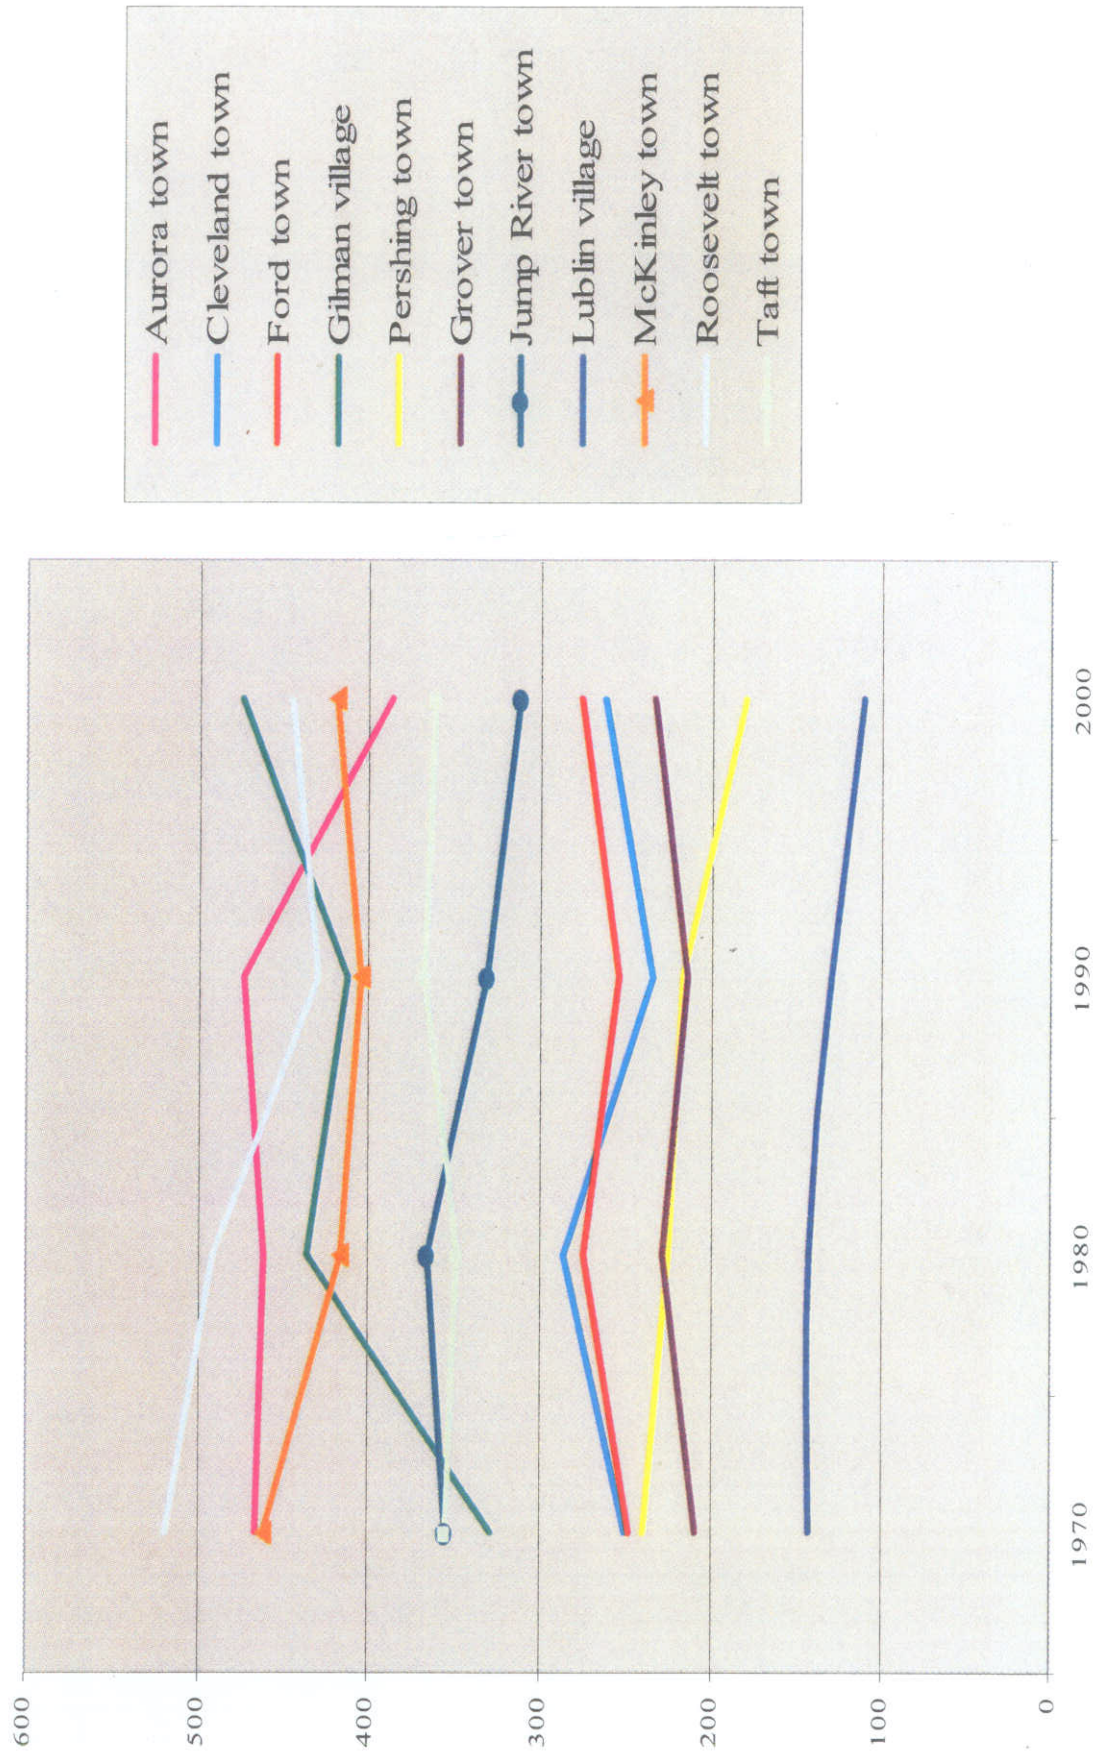 600
500
400
300
200
100
0
1970
1980
1990
2000
Aurora town
Cleveland town
Ford town
Gilman village
Pershing town
Grover town
Jump River town
Lublin village
McKinley town
Roosevelt town
Taft town